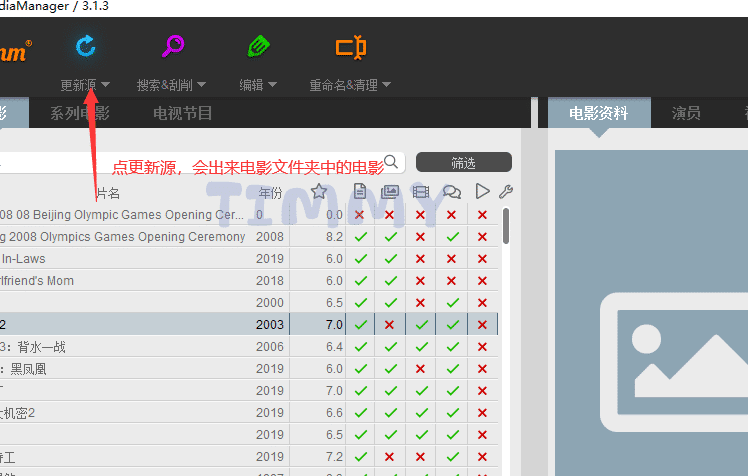 diaManager / 3.1.3
mm®
更新源 搜索&刮削 编辑 重命名&清理
影 系列电影 电视节目 电影资料 演员
点更新源，会出来电影文件夹中的电影
筛选
片名 年份
TIMMY
08 08 Beijing Olympic Games Opening Cer... 0 0.0
g 2008 Olympics Games Opening Ceremony 2008 8.2
In-Laws 2019 6.0
lfriend's Mom 2018 6.0
2000 6.5
2 2003 7.0
3：背水一战 2006 6.4
：黑凤凰 2019 6.0
2019 7.0
大机密2 2019 6.6
2019 6.5
特工 2019 7.2